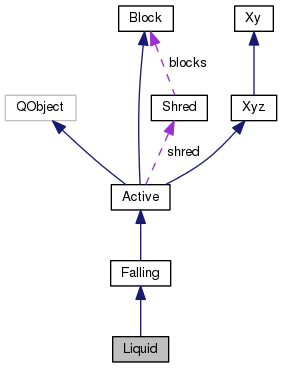 Block
Xy
blocks
QObject
Shred
Xyz
shred
Active
Falling
Liquid